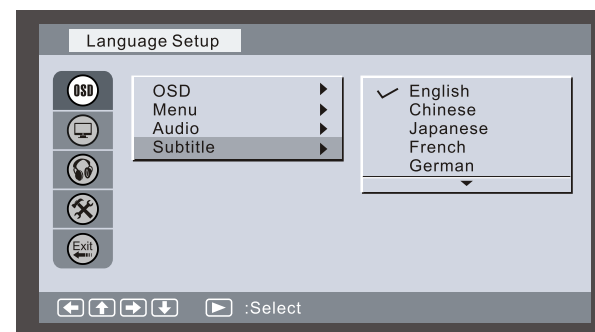 Language Setup
OSD
OSD
Menu
Audio
Subtitle
English
Chinese
Japanese
French
German
Exit
:Select